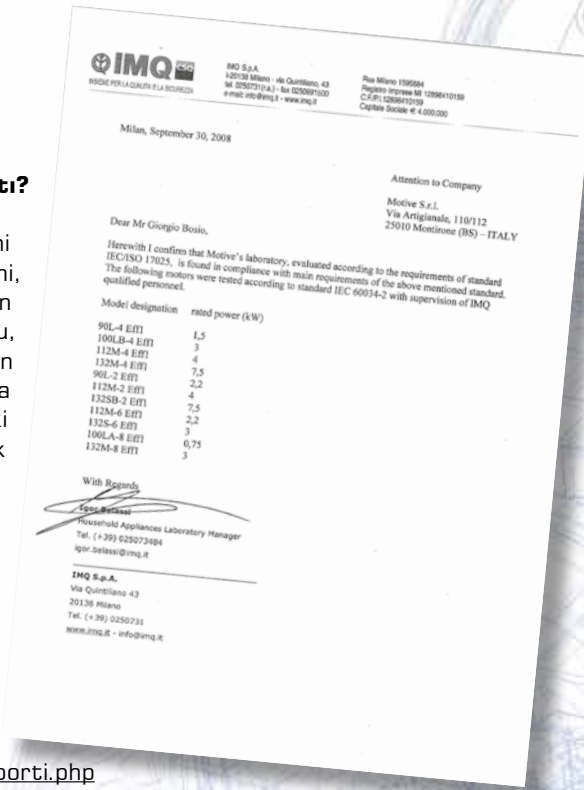 IMQ CSQ
INSIEME PER LA QUALITÀ E LA SICUREZZA
IMQ S.p.A.
I-20138 Milano - via Quintiliano, 43
tel. 0250731(r.a.) - fax 0250991500
e-mail: info@imq.it - www.imq.it
Rea Milano 1595884
Registro Imprese MI 12898410159
C.F./P.I. 12898410159
Capitale Sociale € 4.000.000
Milan, September 30, 2008
Attention to Company
Motive S.r.l.
Via Artigianale, 110/112
25010 Montirone (BS) – ITALY
Dear Mr Giorgio Bosio,
Herewith I confirm that Motive's laboratory, evaluated according to the requirements of standard
IEC/ISO 17025, is found in compliance with main requirements of the above mentioned standard.
The following motors were tested according to standard IEC 60034-2 with supervision of IMQ
qualified personnel.
Model designation rated power (kW)
90L-4 Eff1 1,5
100LB-4 Eff1 3
112M-4 Eff1 4
132M-4 Eff1 7,5
90L-2 Eff1 2,2
112M-2 Eff1 4
132SB-2 Eff1 7,5
112M-6 Eff1 2,2
132S-6 Eff1 3
100LA-8 Eff1 0,75
132M-8 Eff1 3
With Regards
Igor Balassi
Household Appliances Laboratory Manager
Tel. (+39) 025073484
igor.balassi@imq.it
IMQ S.p.A.
Via Quintiliano 43
20138 Milano
Tel. (+39) 0250731
www.imq.it - info@imq.it
tı?
ni
ni,
n
u,
n
a
ki
k
porti.php